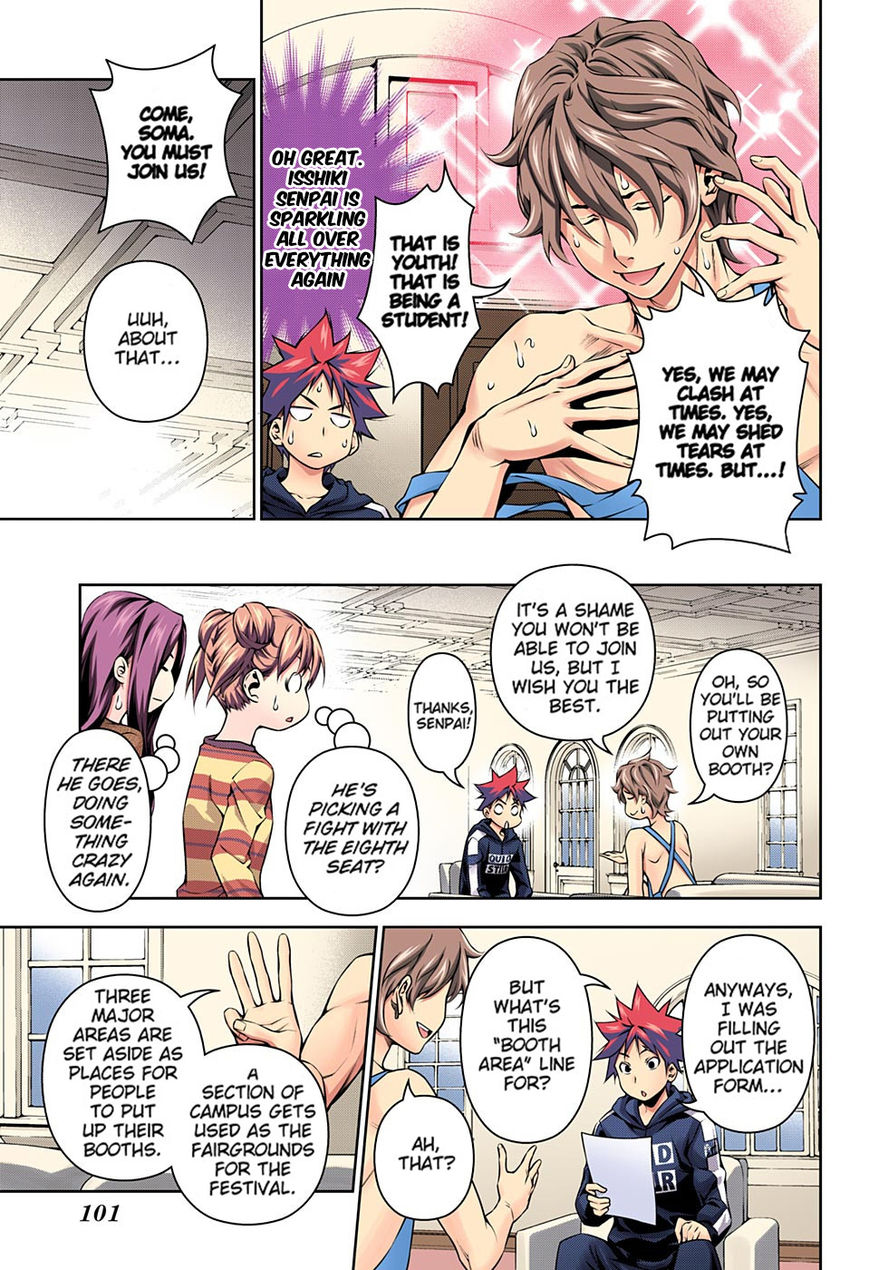 YES, WE MAY
CLASH AT
TIMES. YES,
WE MAY SHED
TEARS AT
TIMES. BUT...!
THAT IS
YOUTH!
THAT IS
BEING A
STUDENT!
OH GREAT.
ISSHIKI
SENPAI IS
SPARKLING
ALL OVER
EVERYTHING
AGAIN
COME,
SOMA.
YOU MUST
JOIN US!
UUH,
ABOUT
THAT...
OH, SO
YOU'LL BE
PUTTING
OUT YOUR
OWN
BOOTH?
IT'S A SHAME
YOU WON'T BE
ABLE TO JOIN
US, BUT I
WISH YOU THE
BEST.
THANKS,
SENPAI!
QUID
STIR
HE'S
PICKING A
FIGHT WITH
THE EIGHTH
SEAT?
THERE
HE GOES,
DOING
SOME-
THING
CRAZY
AGAIN.
ANYWAYS,
I WAS
FILLING
OUT THE
APPLICATION
FORM...
BUT
WHAT'S
THIS
"BOOTH
AREA" LINE
FOR?
AH,
THAT?
A
SECTION OF
CAMPUS GETS
USED AS THE
FAIRGROUNDS
FOR THE
FESTIVAL.
THREE
MAJOR
AREAS ARE
SET ASIDE AS
PLACES FOR
PEOPLE
TO PUT
UP THEIR
BOOTHS.
101